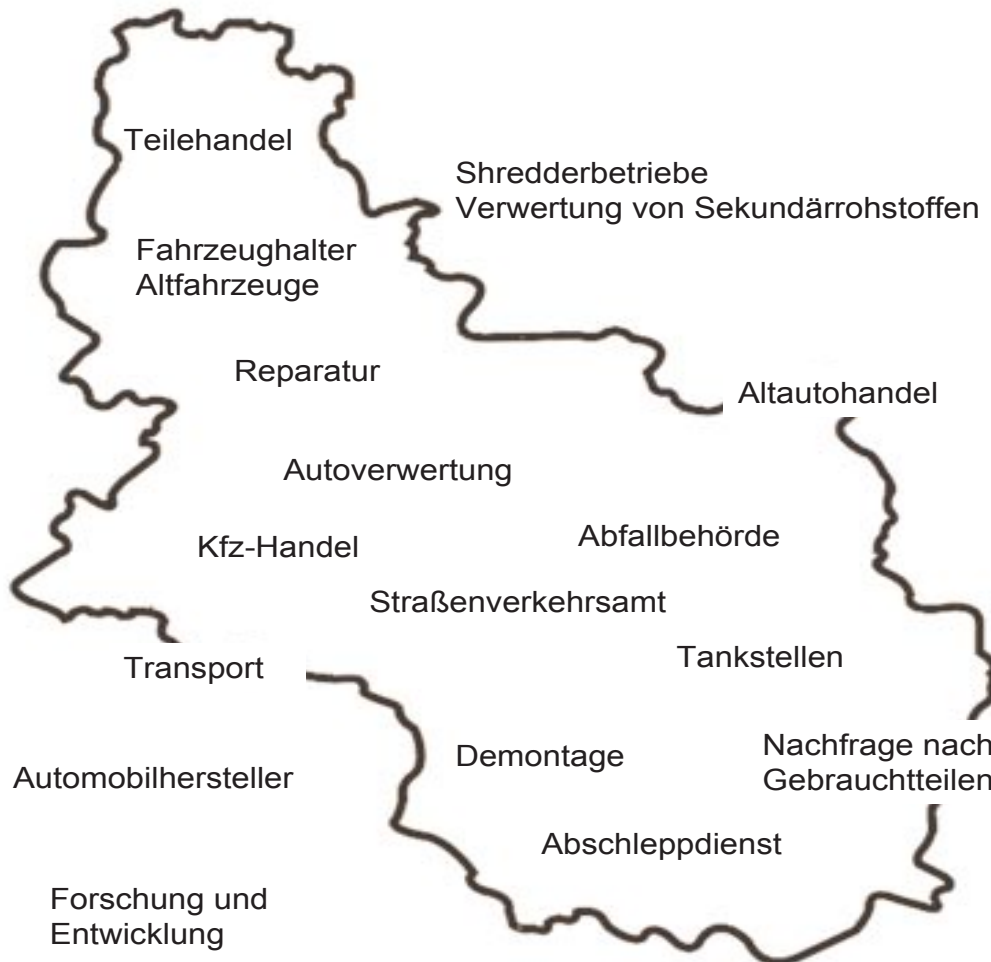 Teilehandel
Shredderbetriebe
Verwertung von Sekundärrohstoffen
Fahrzeughalter
Altfahrzeuge
Reparatur
Altautohandel
Autoverwertung
Abfallbehörde
Kfz-Handel
Straßenverkehrsamt
Tankstellen
Transport
Nachfrage nach
Gebrauchtteilen
Demontage
Automobilhersteller
Abschleppdienst
Forschung und
Entwicklung